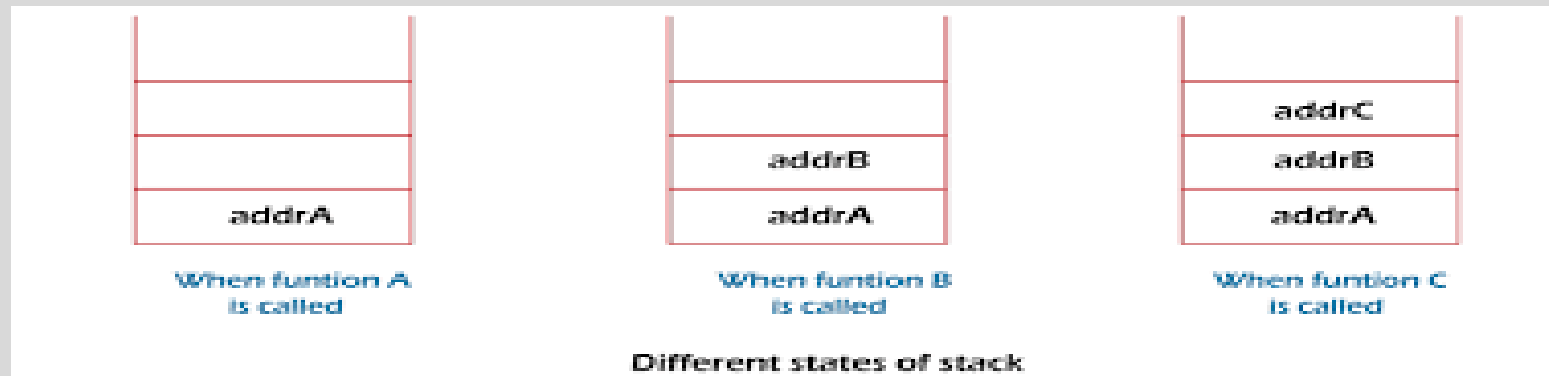 addrC
addrB
addrB
addrA
addrA
addrA
When funtion A
is called
When funtion B
is called
When funtion C
is called
Different states of stack